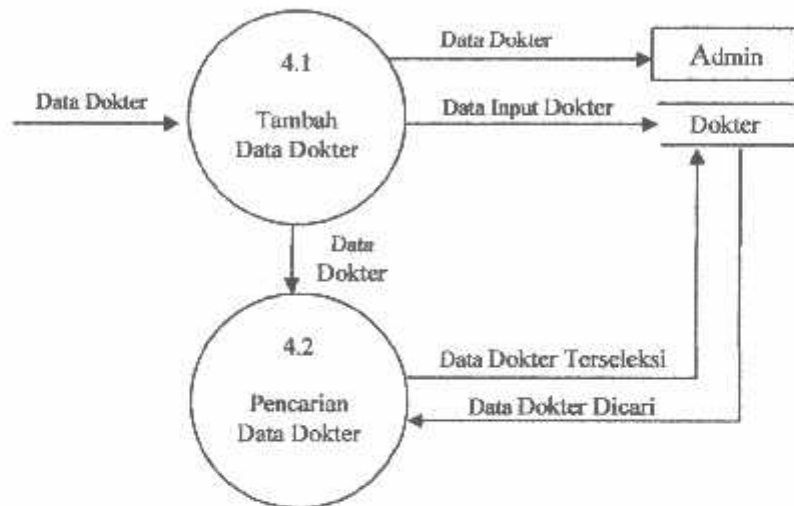 4.1
Tambah
Data Dokter
Data Dokter
Data Dokter
Admin
Data Input Dokter
Dokter
Data
Dokter
4.2
Pencarian
Data Dokter
Data Dokter Terseleksi
Data Dokter Dicari